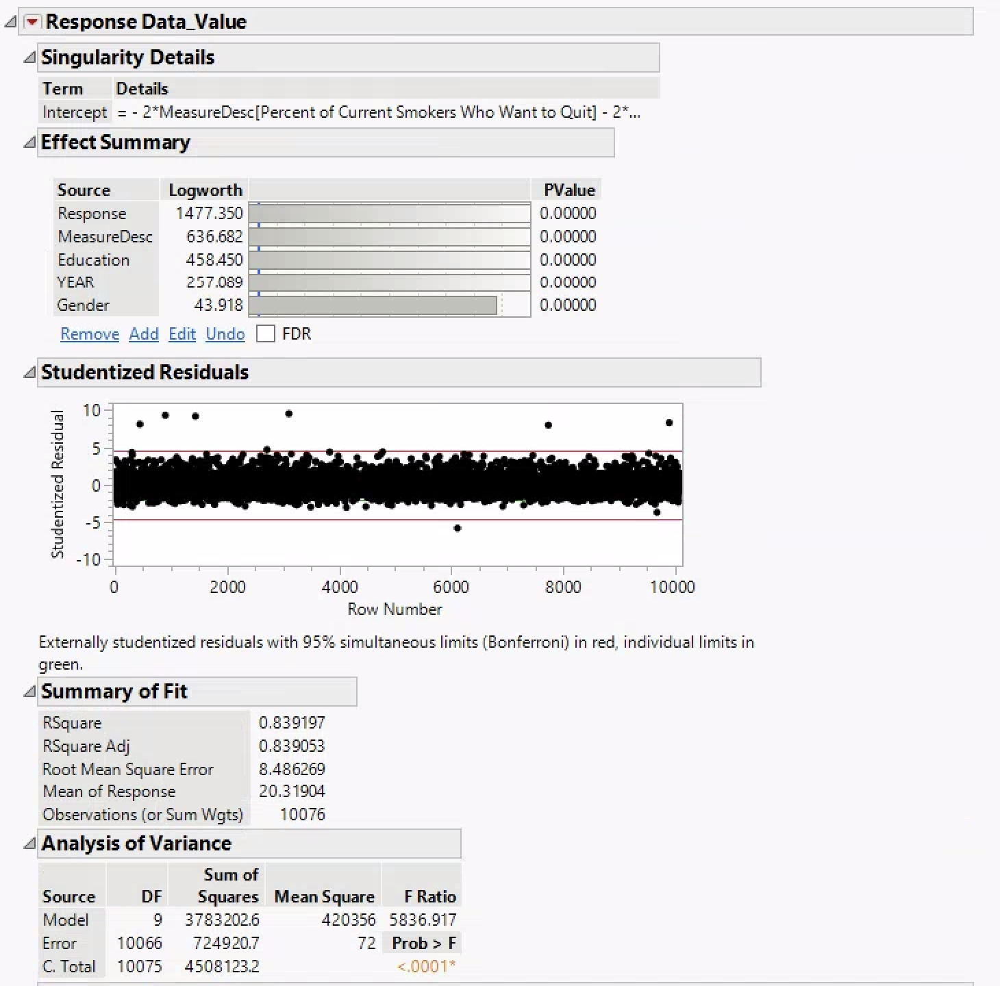 Response Data_Value
Singularity Details
Term Details
Intercept = - 2*MeasureDesc[Percent of Current Smokers Who Want to Quit] - 2*...
Effect Summary
Source Logworth PValue
Response 1477.350 0.00000
MeasureDesc 636.682 0.00000
Education 458.450 0.00000
YEAR 257.089 0.00000
Gender 43.918 0.00000
Remove Add Edit Undo FDR
Studentized Residuals
Studentized Residual
10
5
0
-5
-10
0 2000 4000 6000 8000 10000
Row Number
Externally studentized residuals with 95% simultaneous limits (Bonferroni) in red, individual limits in
green.
Summary of Fit
RSquare 0.839197
RSquare Adj 0.839053
Root Mean Square Error 8.486269
Mean of Response 20.31904
Observations (or Sum Wgts) 10076
Analysis of Variance
Sum of
Source DF Squares Mean Square F Ratio
Model 9 3783202.6 420356 5836.917
Error 10066 724920.7 72 Prob > F
C. Total 10075 4508123.2 <.0001*